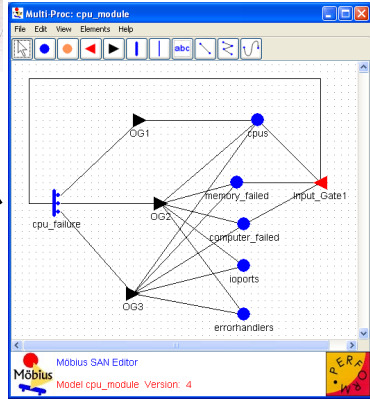 Multi-Proc: cpu_module
File Edit View Elements Help
abc
OG1
cpus
memory_failed
Input_Gate1
OG2
cpu_failure
computer_failed
ioports
OG3
errorhandlers
Möbius SAN Editor
Möbius
Model cpu_module Version: 4
PERFORM